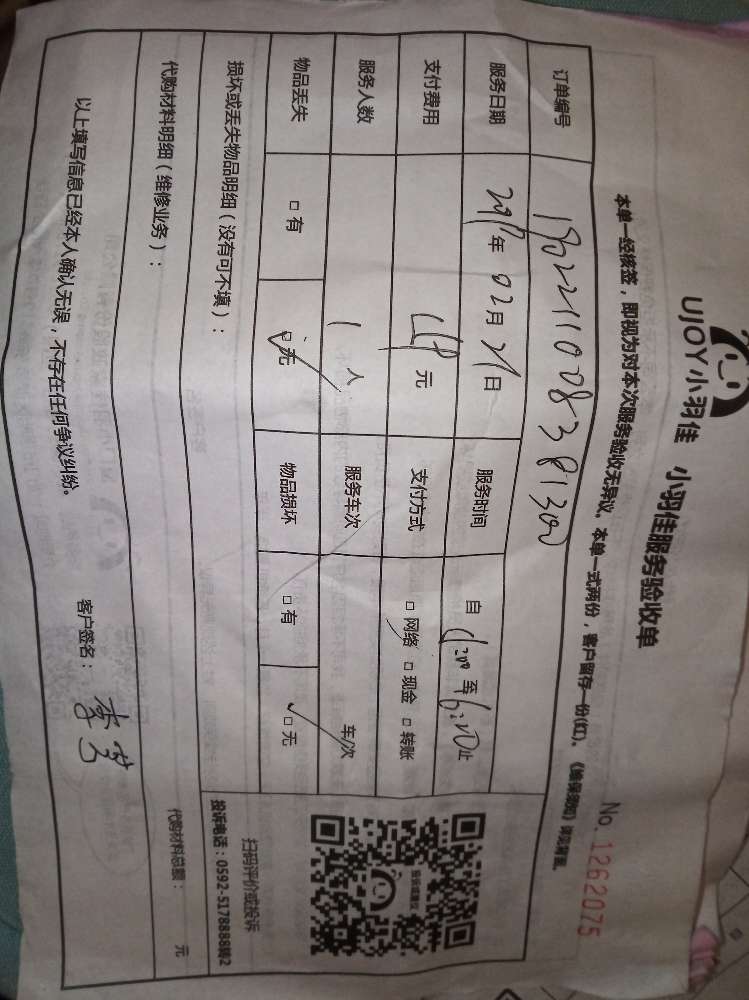 UJOY小羽佳 小羽佳服务验收单
No. 1262075
本单一经核签，即视为对本次服务验收无异议。本单一式两份，客户留存一份(红)。
订单编号
服务日期 年 02月 21日 服务时间 自 至 止
支付费用 元 支付方式 □ 网络 □ 现金 □ 转账
服务人数 1 人 服务车次 车/次
物品丢失 □ 有 □ 无 物品损坏 □ 有 □ 无
损坏或丢失物品明细（没有可不填）：
扫码评价或投诉
投诉电话：0592-5178888转2
代购材料明细（维修业务）： 代购材料总额： 元
以上填写信息已经本人确认无误，不存在任何争议纠纷。 客户签名：